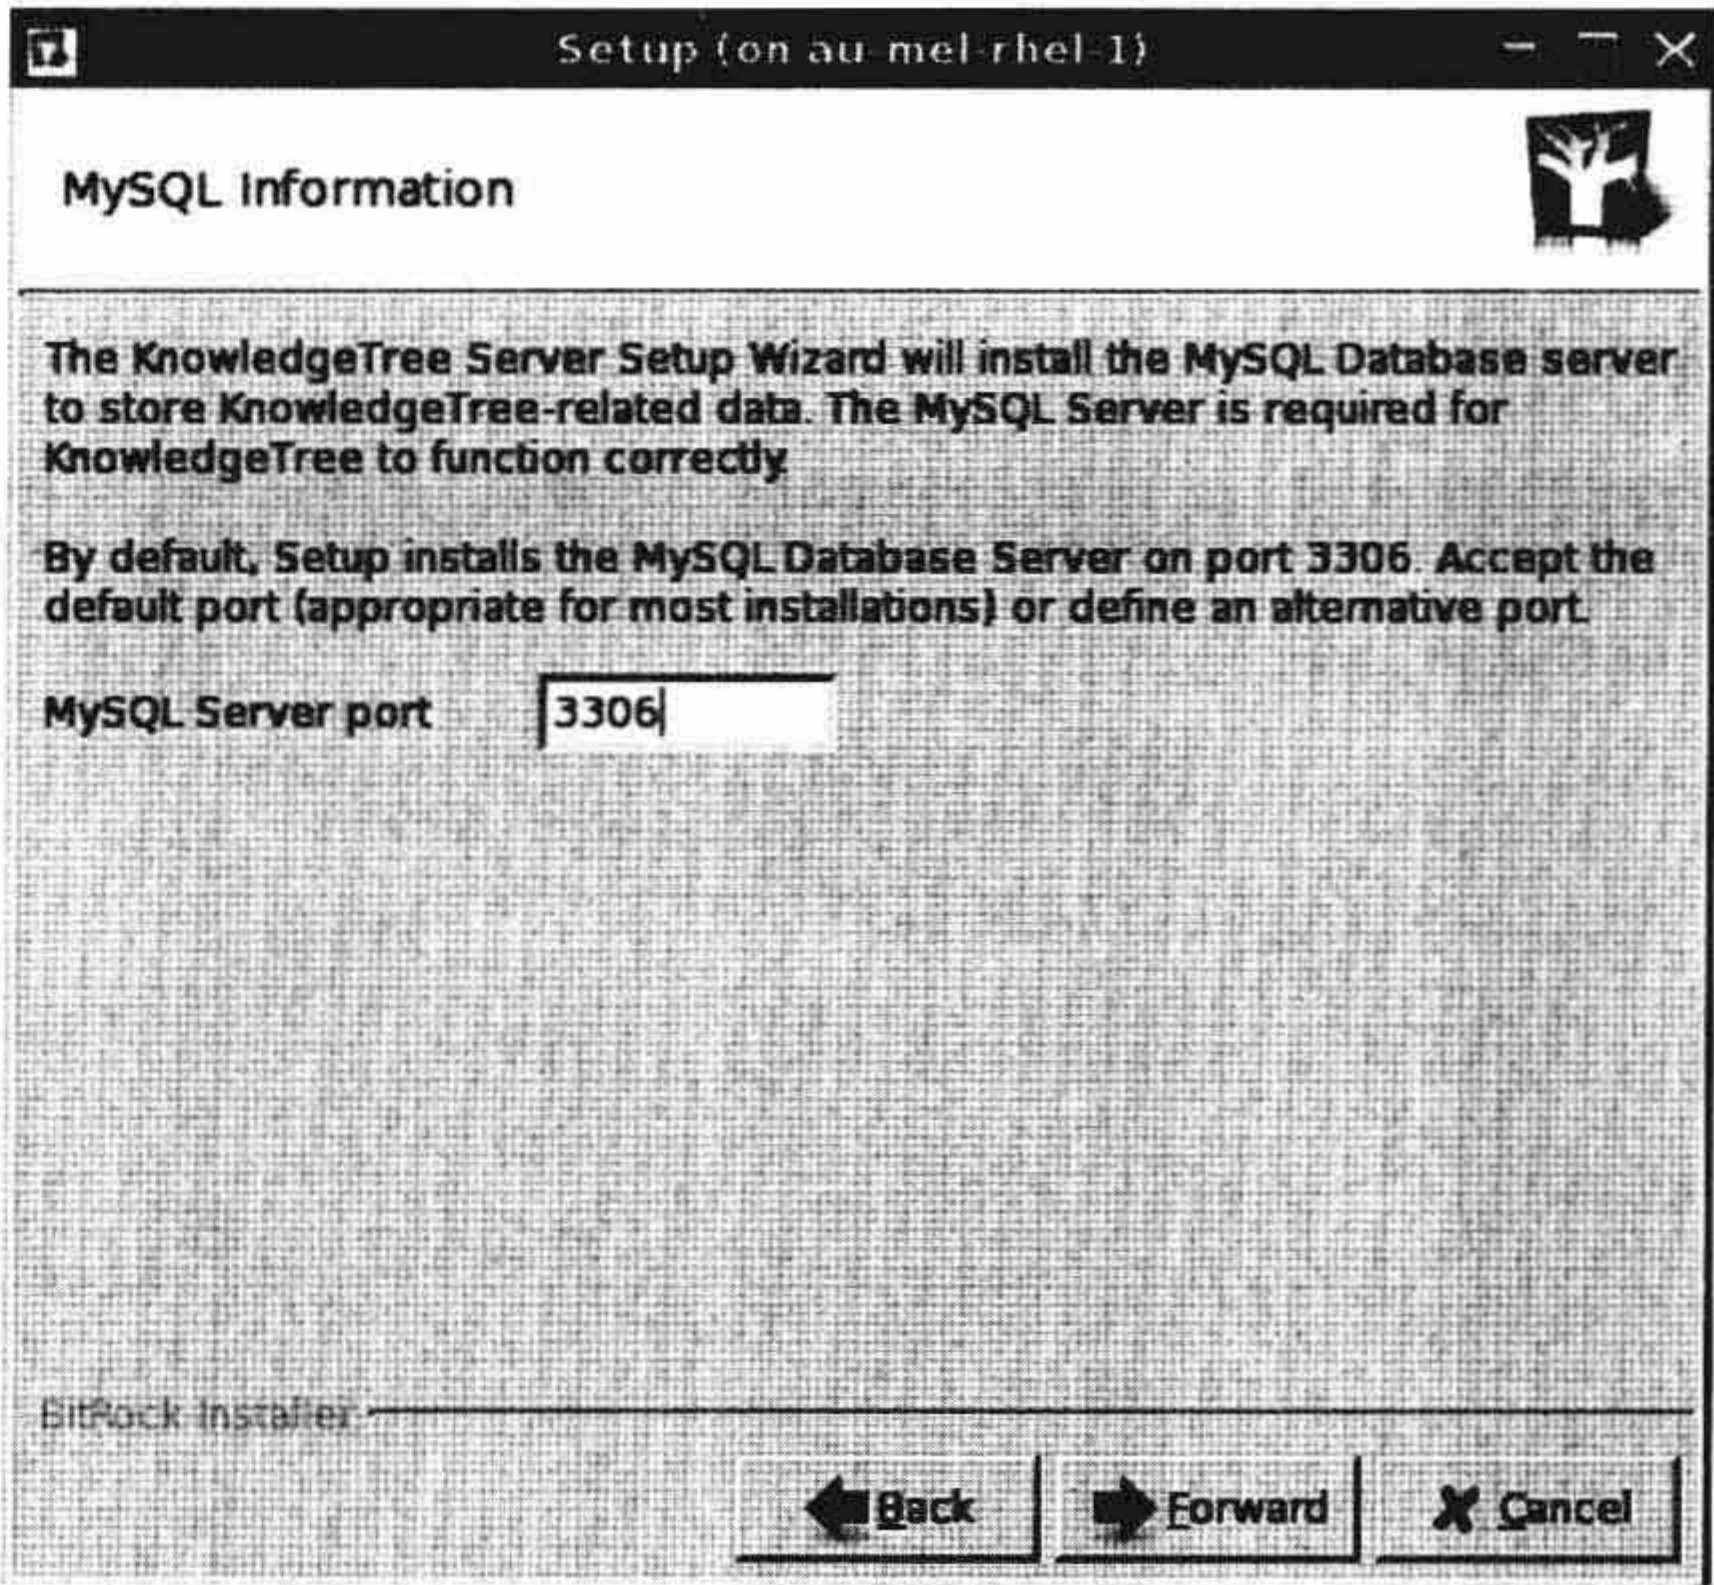 Setup (on au-mel-rhel-1)
MySQL Information
The KnowledgeTree Server Setup Wizard will install the MySQL Database server
to store KnowledgeTree-related data. The MySQL Server is required for
KnowledgeTree to function correctly.
By default, Setup installs the MySQL Database Server on port 3306. Accept the
default port (appropriate for most installations) or define an alternative port.
MySQL Server port 3306
BitRock Installer
Back Forward Cancel